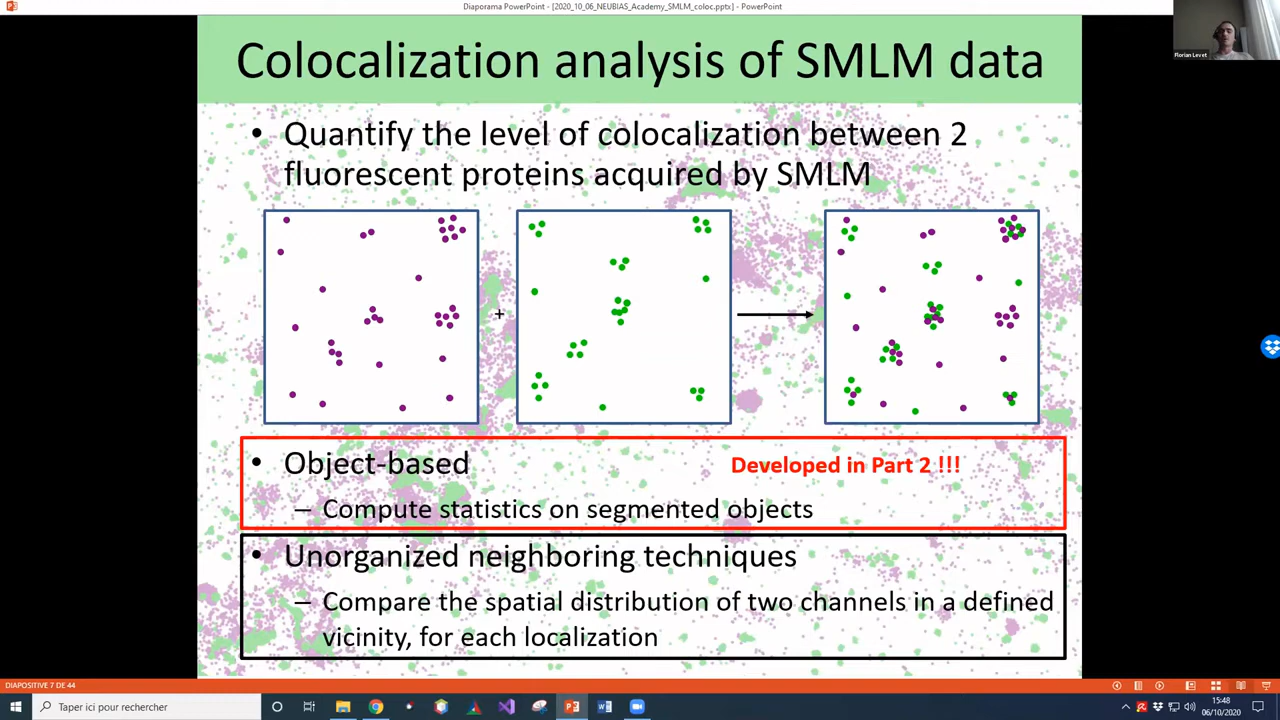 Diaporama PowerPoint - [2020_10_06_NEUBIAS_Academy_SMLM_coloc.pptx] - PowerPoint
Colocalization analysis of SMLM data
Florian Levet
• Quantify the level of colocalization between 2
fluorescent proteins acquired by SMLM
+
• Object-based
Developed in Part 2 !!!
– Compute statistics on segmented objects
• Unorganized neighboring techniques
– Compare the spatial distribution of two channels in a defined
vicinity, for each localization
DIAPOSITIVE 7 DE 44
Taper ici pour rechercher
15:48
06/10/2020